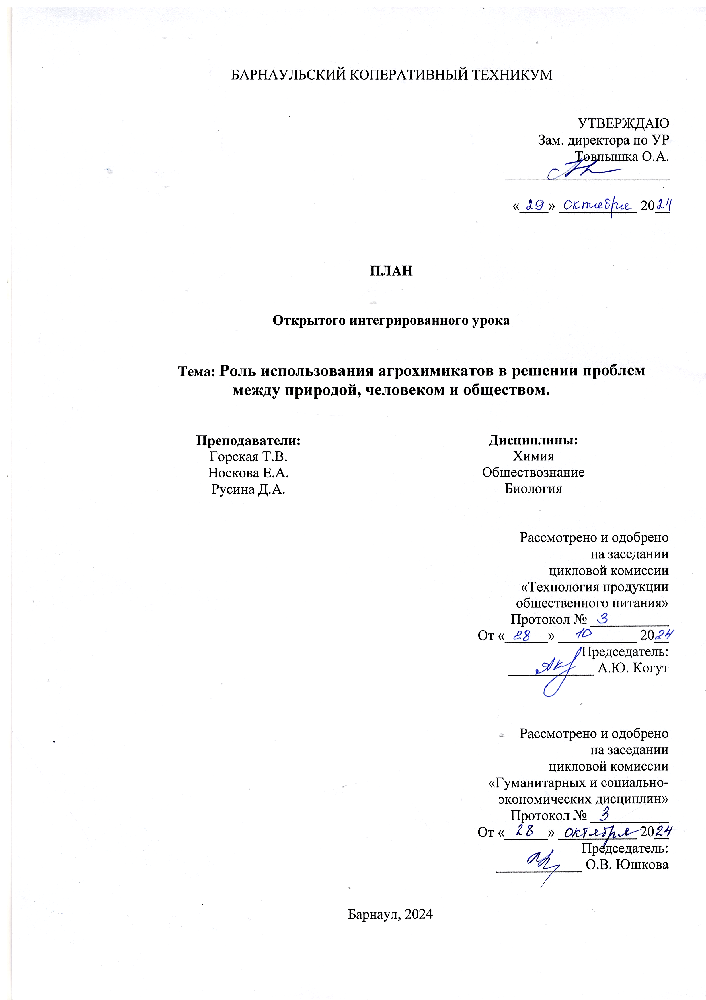 БАРНАУЛЬСКИЙ КОПЕРАТИВНЫЙ ТЕХНИКУМ
УТВЕРЖДАЮ
Зам. директора по УР
Товпышка О.А.
« 29 » октября 2024
ПЛАН
Открытого интегрированного урока
Тема: Роль использования агрохимикатов в решении проблем
между природой, человеком и обществом.
Преподаватели:
Горская Т.В.
Носкова Е.А.
Русина Д.А.
Дисциплины:
Химия
Обществознание
Биология
Рассмотрено и одобрено
на заседании
цикловой комиссии
«Технология продукции
общественного питания»
Протокол № 3
От « 28 » 10 2024
Председатель:
А.Ю. Когут
Рассмотрено и одобрено
на заседании
цикловой комиссии
«Гуманитарных и социально-
экономических дисциплин»
Протокол № 3
От « 28 » октября 2024
Председатель:
О.В. Юшкова
Барнаул, 2024